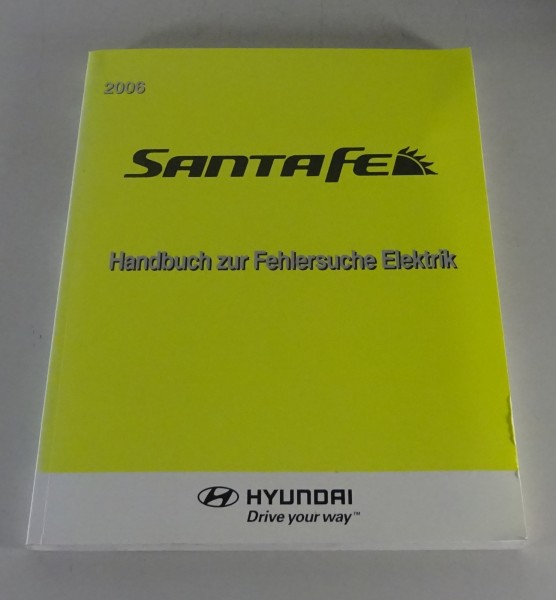 2006
SANTA FE
Handbuch zur Fehlersuche Elektrik
HYUNDAI
Drive your way™